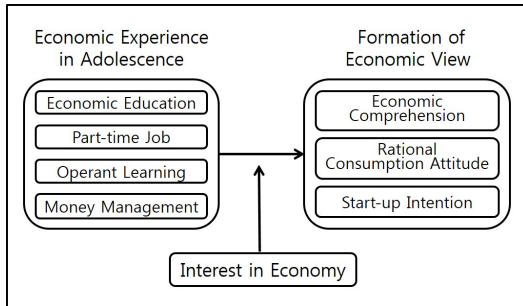 Economic Experience
in Adolescence
Economic Education
Part-time Job
Operant Learning
Money Management
Formation of
Economic View
Economic
Comprehension
Rational
Consumption Attitude
Start-up Intention
Interest in Economy